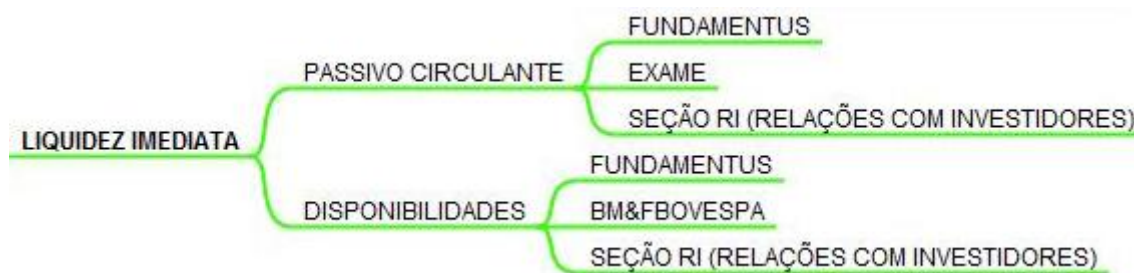 LIQUIDEZ IMEDIATA
PASSIVO CIRCULANTE
FUNDAMENTUS
EXAME
SEÇÃO RI (RELAÇÕES COM INVESTIDORES)
DISPONIBILIDADES
FUNDAMENTUS
BM&FBOVESPA
SEÇÃO RI (RELAÇÕES COM INVESTIDORES)